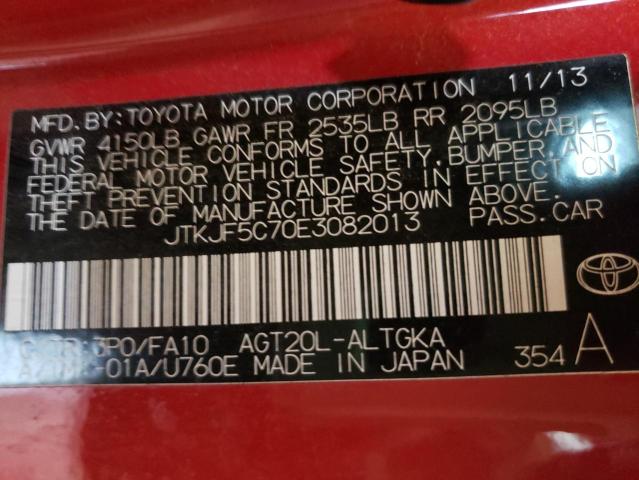 MFD. BY: TOYOTA MOTOR CORPORATION 11/13
GVWR 4150LB GAWR FR 2535LB RR 2095LB
THIS VEHICLE CONFORMS TO ALL APPLICABLE
FEDERAL MOTOR VEHICLE SAFETY, BUMPER, AND
THEFT PREVENTION STANDARDS IN EFFECT ON
THE DATE OF MANUFACTURE SHOWN ABOVE.
JTKJF5C70E3082013 PASS. CAR
3P0/FA10 AGT20L-ALTGKA
-01A/U760E MADE IN JAPAN 354 A